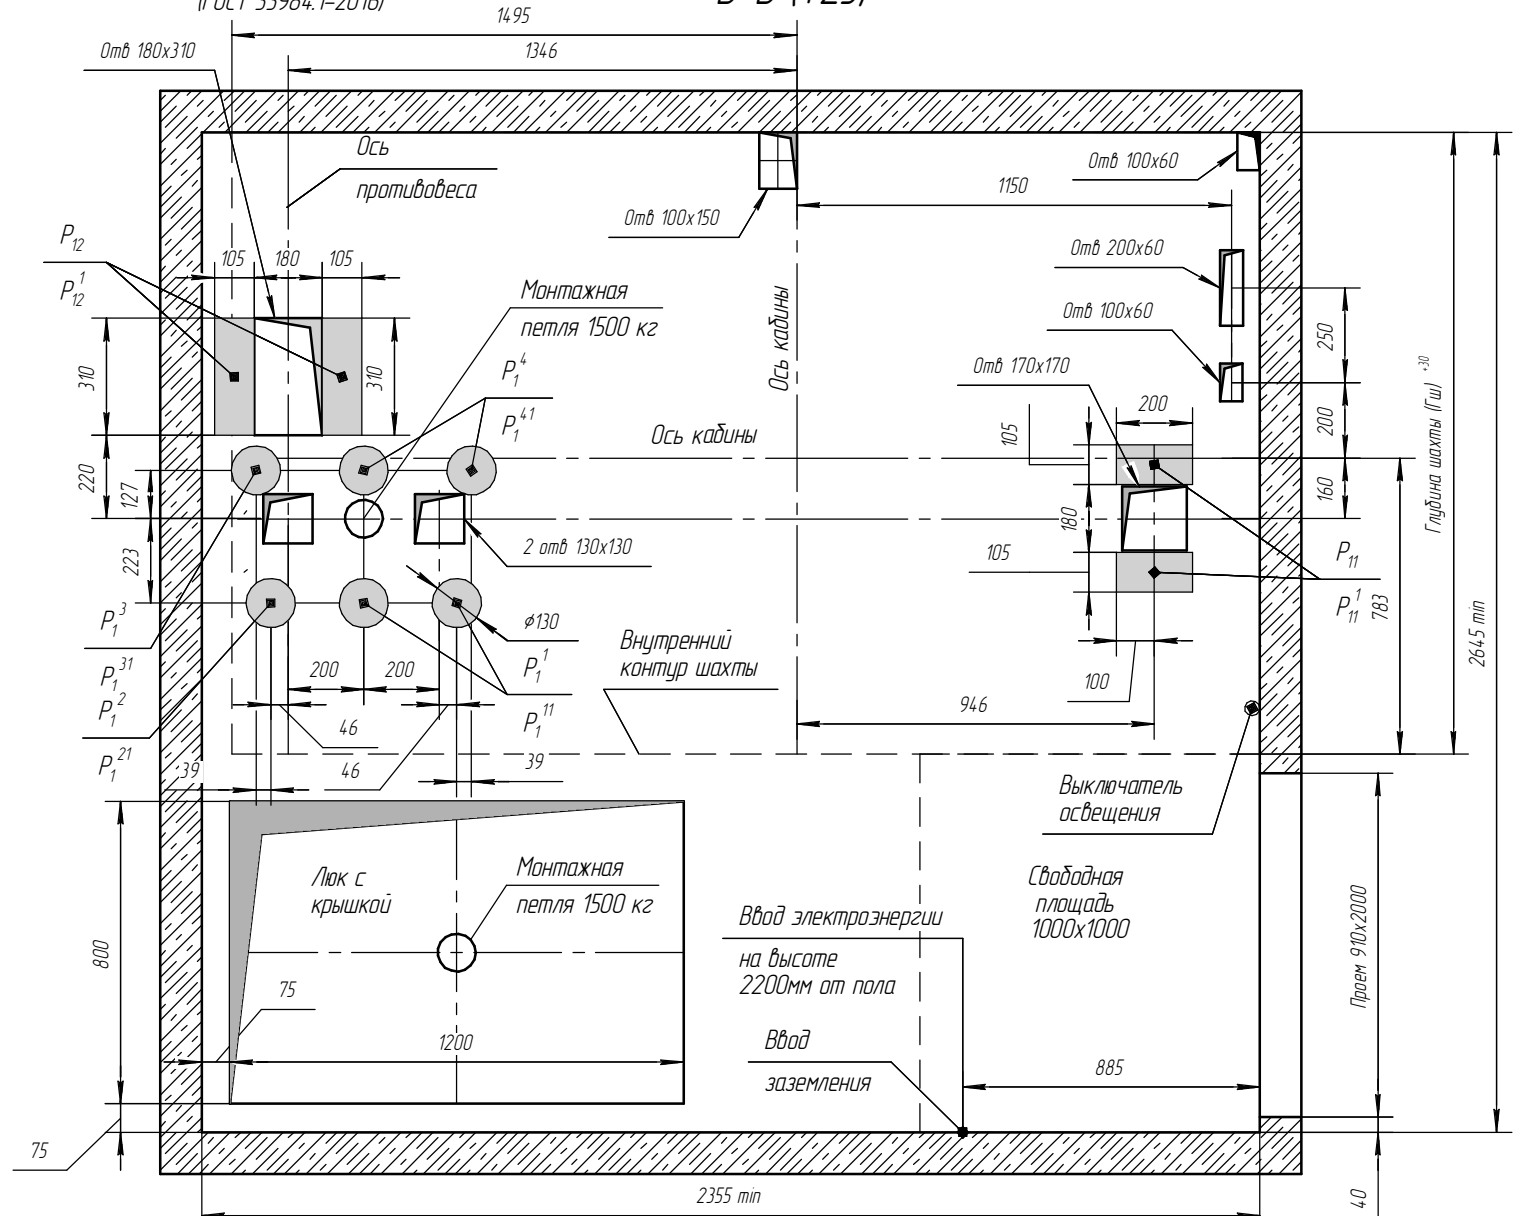 (ГОСТ 33984.1-2016)
В-В (1:25)
1495
1346
Отв 180х310
Ось
противовеса
Отв 100х150
Отв 100х60
1150
Отв 200х60
Отв 100х60
Отв 170х170
P12
P12 1
105
180
105
Монтажная
петля 1500 кг
P1 4
P1 41
Ось кабины
Ось кабины
310
310
220
127
223
200
105
180
105
250
200
160
Глубина шахты (Гш) +30
2645 min
783
2 отв 130х130
P11
P11 1
ϕ130
P1 3
P1 31
P1 2
P1 21
P1 1
P1 11
200
200
46
46
39
39
Внутренний
контур шахты
100
946
Выключатель
освещения
Люк с
крышкой
Монтажная
петля 1500 кг
Свободная
площадь
1000х1000
Ввод электроэнергии
на высоте
2200мм от пола
Ввод
заземления
800
75
1200
885
Проем 910х2000
75
2355 min
40